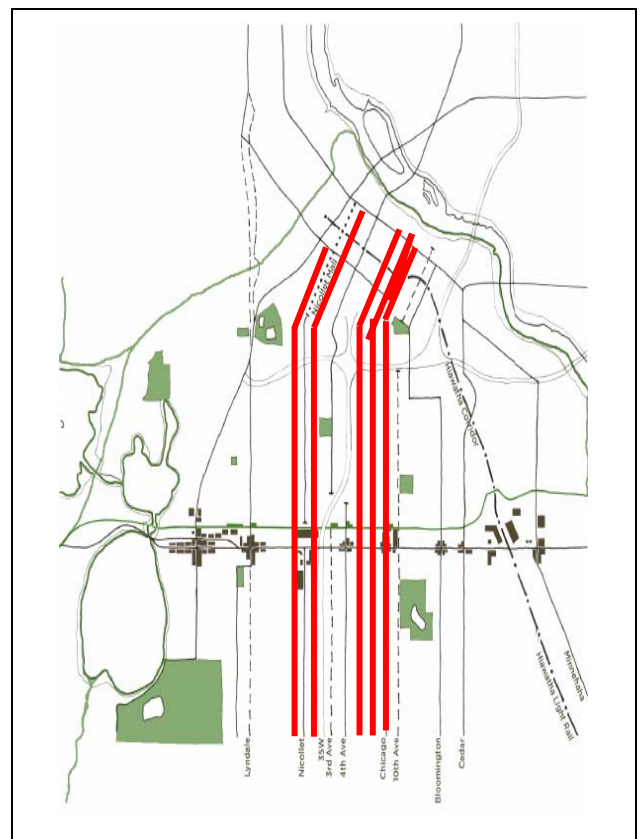 Nicollet Mall
Hiawatha Corridor
Lyndale
Nicollet
35W
3rd Ave
4th Ave
Chicago
10th Ave
Bloomington
Cedar
Hiawatha Light Rail
Minnehaha